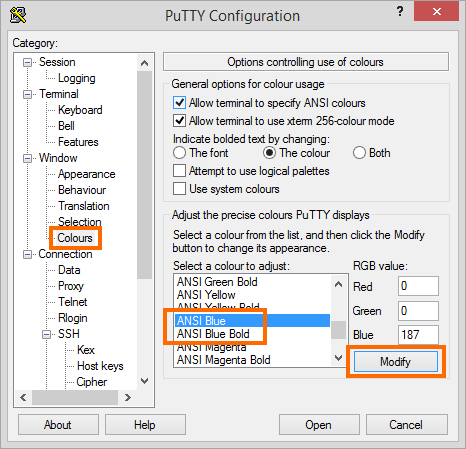 PuTTY Configuration
?
Category:
Session
Logging
Terminal
Keyboard
Bell
Features
Window
Appearance
Behaviour
Translation
Selection
Colours
Connection
Data
Proxy
Telnet
Rlogin
SSH
Kex
Host keys
Cipher
Options controlling use of colours
General options for colour usage
Allow terminal to specify ANSI colours
Allow terminal to use xterm 256-colour mode
Indicate bolded text by changing:
The font The colour Both
Attempt to use logical palettes
Use system colours
Adjust the precise colours PuTTY displays
Select a colour from the list, and then click the Modify
button to change its appearance.
Select a colour to adjust:
ANSI Green Bold
ANSI Yellow
ANSI Yellow Bold
ANSI Blue
ANSI Blue Bold
ANSI Magenta
ANSI Magenta Bold
RGB value:
Red 0
Green 0
Blue 187
Modify
About Help Open Cancel